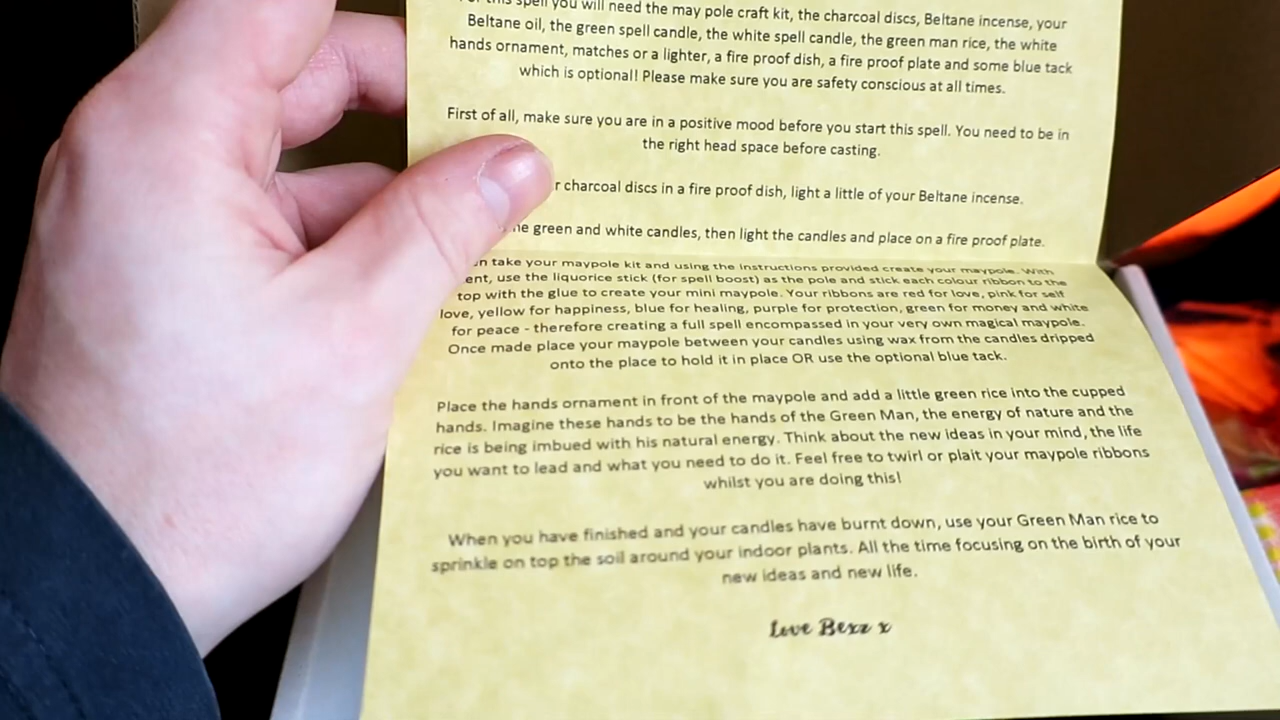 this spell you will need the may pole craft kit, the charcoal discs, Beltane incense, your
Beltane oil, the green spell candle, the white spell candle, the green man rice, the white
hands ornament, matches or a lighter, a fire proof dish, a fire proof plate and some blue tack
which is optional! Please make sure you are safety conscious at all times.
First of all, make sure you are in a positive mood before you start this spell. You need to be in
the right head space before casting.
charcoal discs in a fire proof dish, light a little of your Beltane incense.
green and white candles, then light the candles and place on a fire proof plate.
take your maypole kit and using the instructions provided create your maypole. With
use the liquorice stick (for spell boost) as the pole and stick each colour ribbon to the
top with the glue to create your mini maypole. Your ribbons are red for love, pink for self
love, yellow for happiness, blue for healing, purple for protection, green for money and white
for peace - therefore creating a full spell encompassed in your very own magical maypole.
Once made place your maypole between your candles using wax from the candles dripped
onto the place to hold it in place OR use the optional blue tack.
Place the hands ornament in front of the maypole and add a little green rice into the cupped
hands. Imagine these hands to be the hands of the Green Man, the energy of nature and the
rice is being imbued with his natural energy. Think about the new ideas in your mind, the life
you want to lead and what you need to do it. Feel free to twirl or plait your maypole ribbons
whilst you are doing this!
When you have finished and your candles have burnt down, use your Green Man rice to
sprinkle on top the soil around your indoor plants. All the time focusing on the birth of your
new ideas and new life.
Love Bexz x